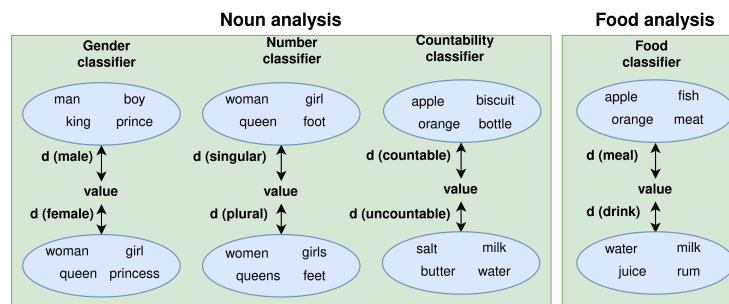 Noun analysis
Food analysis
Gender
classifier
man boy
king prince
d (male)
value
d (female)
woman girl
queen princess
Number
classifier
woman girl
queen foot
d (singular)
value
d (plural)
women girls
queens feet
Countability
classifier
apple biscuit
orange bottle
d (countable)
value
d (uncountable)
salt milk
butter water
Food
classifier
apple fish
orange meat
d (meal)
value
d (drink)
water milk
juice rum